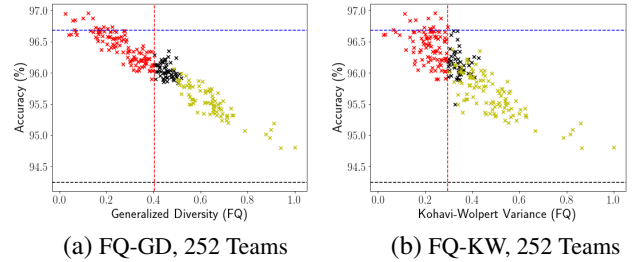 97.0
96.5
96.0
95.5
95.0
94.5
Accuracy (%)
0.0 0.2 0.4 0.6 0.8 1.0
Generalized Diversity (FQ)
(a) FQ-GD, 252 Teams
97.0
96.5
96.0
95.5
95.0
94.5
Accuracy (%)
0.0 0.2 0.4 0.6 0.8 1.0
Kohavi-Wolpert Variance (FQ)
(b) FQ-KW, 252 Teams